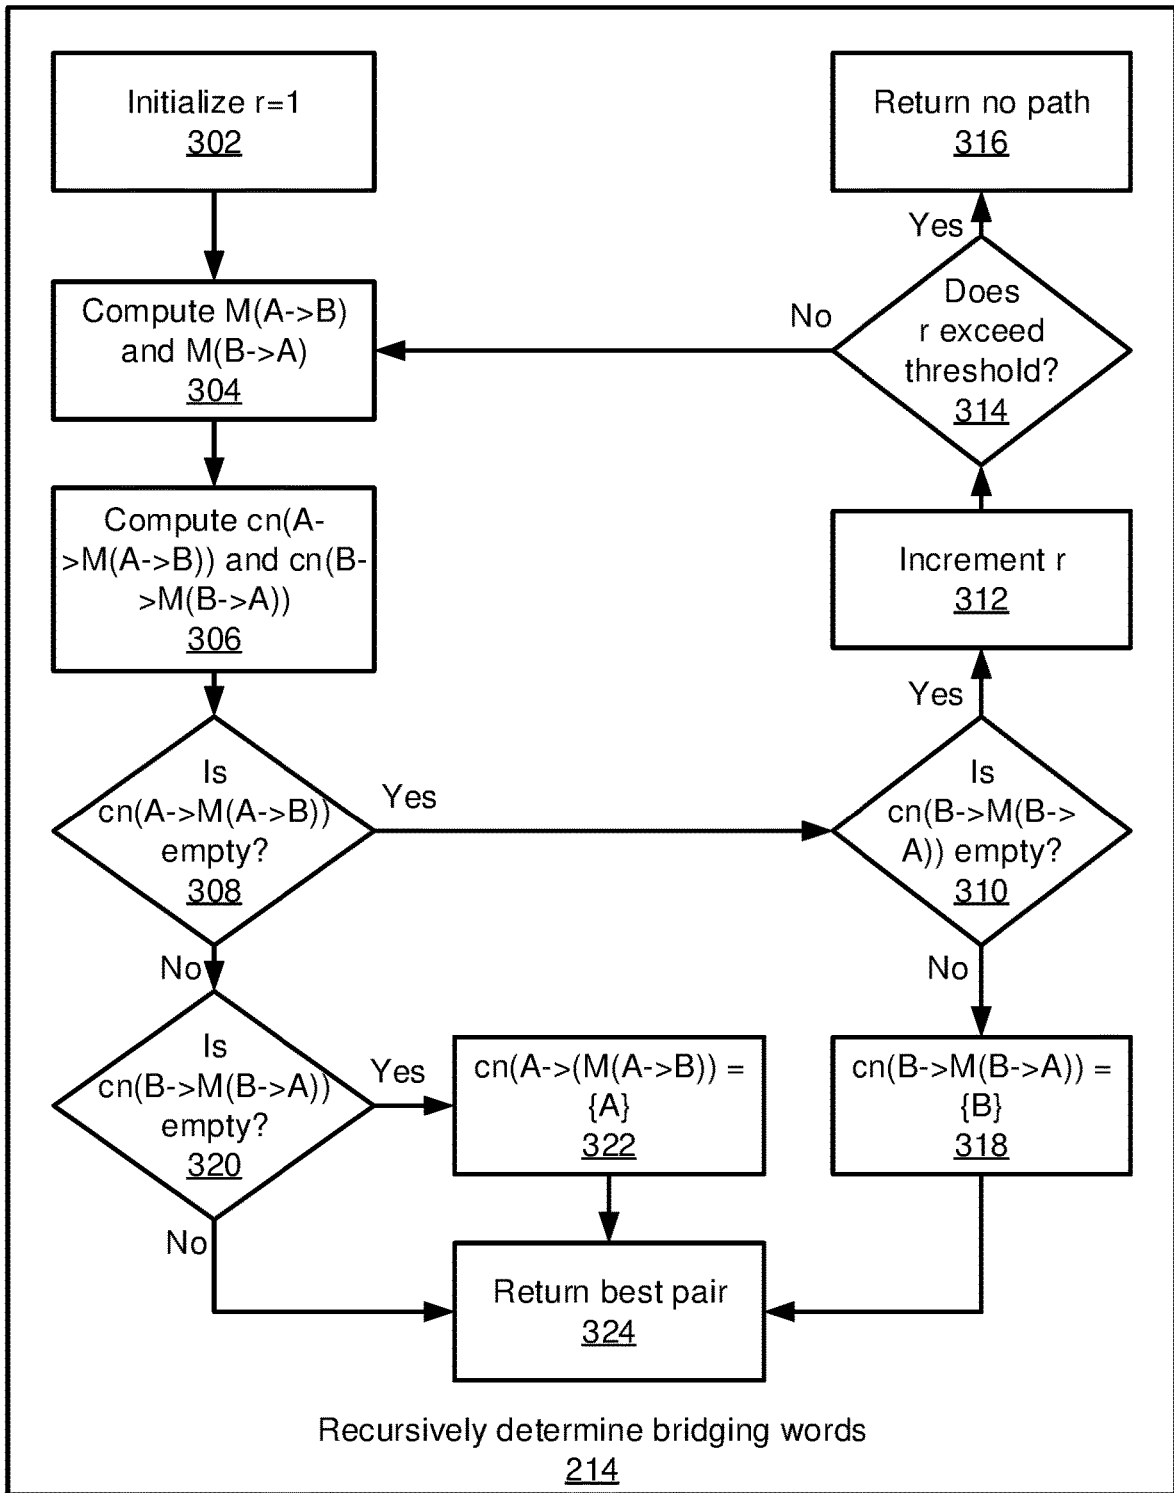 Initialize r=1
302
Return no path
316
Yes
Compute M(A->B)
and M(B->A)
304
No
Does
r exceed
threshold?
314
Compute cn(A-
>M(A->B)) and cn(B-
>M(B->A))
306
Increment r
312
Yes
Is
cn(A->M(A->B))
empty?
308
Yes
Is
cn(B->M(B->
A)) empty?
310
No
No
Is
cn(B->M(B->A))
empty?
320
Yes
cn(A->(M(A->B)) =
{A}
322
cn(B->M(B->A)) =
{B}
318
No
Return best pair
324
Recursively determine bridging words
214